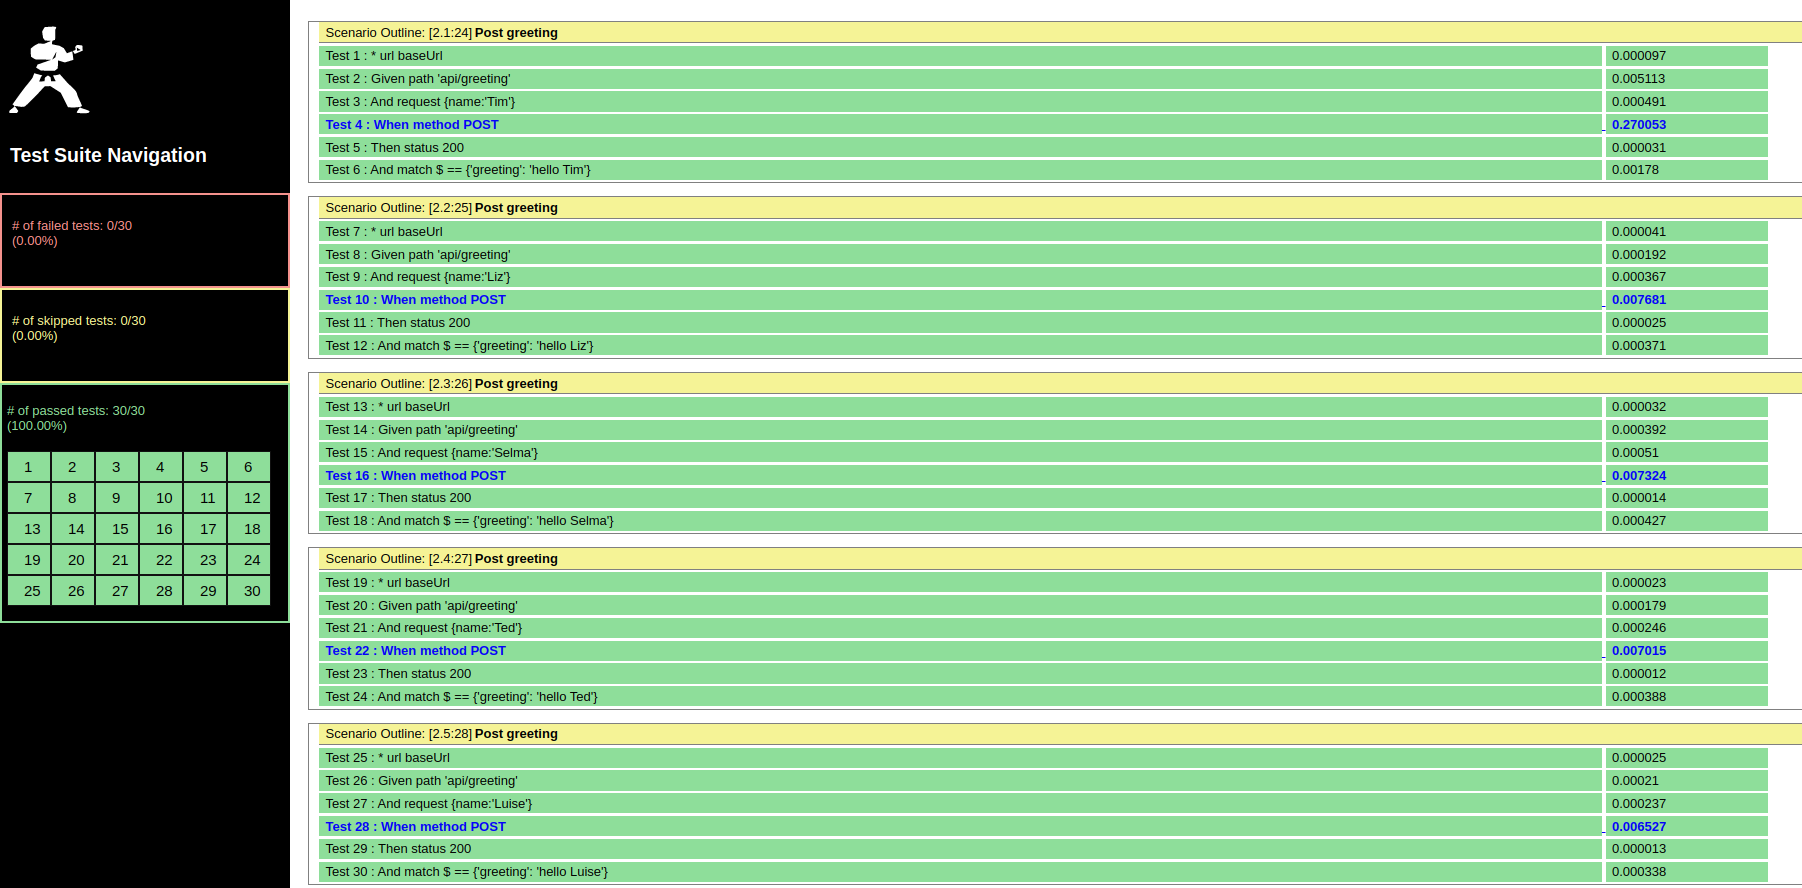 Test Suite Navigation
# of failed tests: 0/30
(0.00%)
# of skipped tests: 0/30
(0.00%)
# of passed tests: 30/30
(100.00%)
1 2 3 4 5 6
7 8 9 10 11 12
13 14 15 16 17 18
19 20 21 22 23 24
25 26 27 28 29 30
Scenario Outline: [2.1:24] Post greeting
Test 1 : * url baseUrl 0.000097
Test 2 : Given path 'api/greeting' 0.005113
Test 3 : And request {name:'Tim'} 0.000491
Test 4 : When method POST 0.270053
Test 5 : Then status 200 0.000031
Test 6 : And match $ == {'greeting': 'hello Tim'} 0.00178
Scenario Outline: [2.2:25] Post greeting
Test 7 : * url baseUrl 0.000041
Test 8 : Given path 'api/greeting' 0.000192
Test 9 : And request {name:'Liz'} 0.000367
Test 10 : When method POST 0.007681
Test 11 : Then status 200 0.000025
Test 12 : And match $ == {'greeting': 'hello Liz'} 0.000371
Scenario Outline: [2.3:26] Post greeting
Test 13 : * url baseUrl 0.000032
Test 14 : Given path 'api/greeting' 0.000392
Test 15 : And request {name:'Selma'} 0.00051
Test 16 : When method POST 0.007324
Test 17 : Then status 200 0.000014
Test 18 : And match $ == {'greeting': 'hello Selma'} 0.000427
Scenario Outline: [2.4:27] Post greeting
Test 19 : * url baseUrl 0.000023
Test 20 : Given path 'api/greeting' 0.000179
Test 21 : And request {name:'Ted'} 0.000246
Test 22 : When method POST 0.007015
Test 23 : Then status 200 0.000012
Test 24 : And match $ == {'greeting': 'hello Ted'} 0.000388
Scenario Outline: [2.5:28] Post greeting
Test 25 : * url baseUrl 0.000025
Test 26 : Given path 'api/greeting' 0.00021
Test 27 : And request {name:'Luise'} 0.000237
Test 28 : When method POST 0.006527
Test 29 : Then status 200 0.000013
Test 30 : And match $ == {'greeting': 'hello Luise'} 0.000338